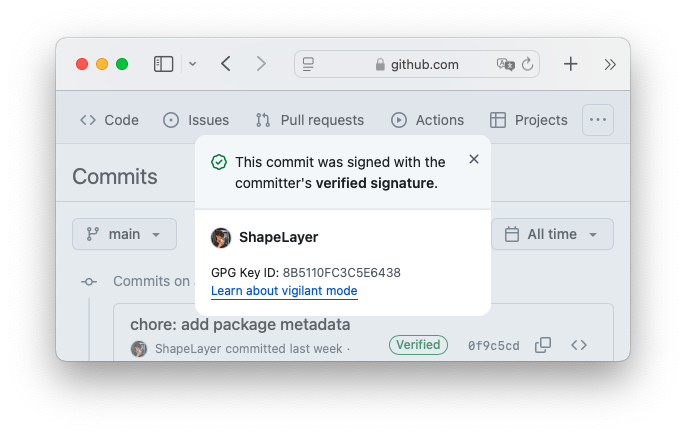 github.com
Code Issues Pull requests Actions Projects
Commits
This commit was signed with the
committer's verified signature.
ShapeLayer
GPG Key ID: 8B5110FC3C5E6438
Learn about vigilant mode
main
All time
Commits on
chore: add package metadata
ShapeLayer committed last week ·
Verified
0f9c5cd